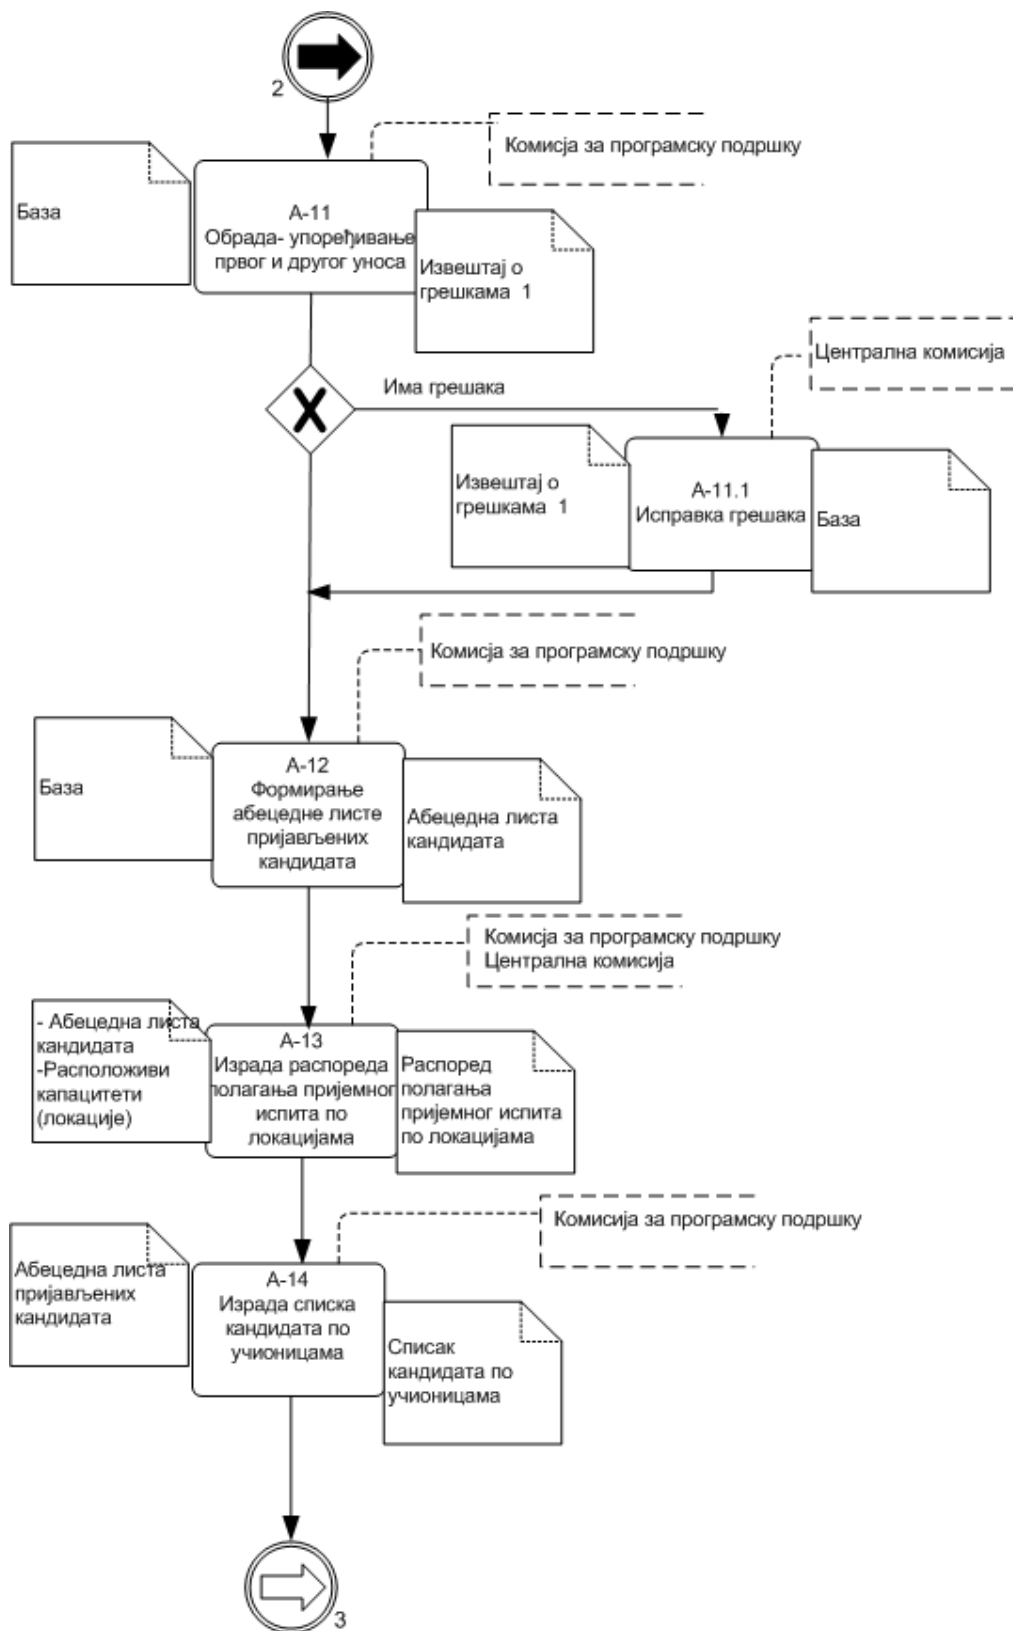 2
Комисја за програмску подршку
База
А-11
Обрада- упоређивање
првог и другог уноса
Извештај о
грешкама 1
Централна комисија
Има грешака
Извештај о
грешкама 1
А-11.1
Исправка грешака
База
Комисја за програмску подршку
База
А-12
Формирање
абецедне листе
пријављених
кандидата
Абецедна листа
кандидата
Комисја за програмску подршку
Централна комисија
- Абецедна листа
кандидата
-Расположиви
капацитети
(локације)
А-13
Израда распореда
полагања пријемног
испита по
локацијама
Распоред
полагања
пријемног испита
по локацијама
Комисија за програмску подршку
Абецедна листа
пријављених
кандидата
А-14
Израда списка
кандидата по
учионицама
Списак
кандидата по
учионицама
3